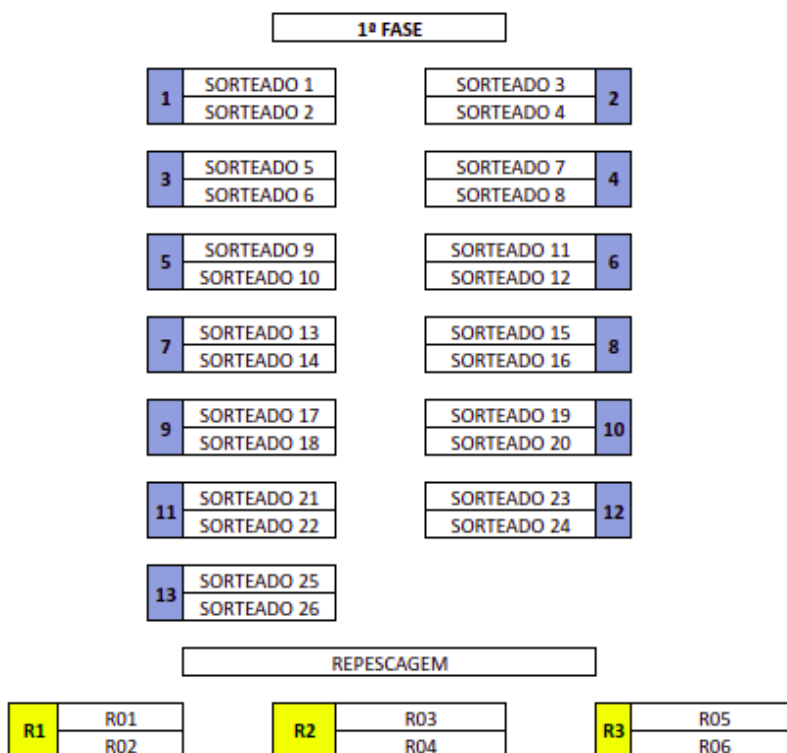 1ª FASE
1 SORTEADO 1 SORTEADO 3 2
SORTEADO 2 SORTEADO 4
3 SORTEADO 5 SORTEADO 7 4
SORTEADO 6 SORTEADO 8
5 SORTEADO 9 SORTEADO 11 6
SORTEADO 10 SORTEADO 12
7 SORTEADO 13 SORTEADO 15 8
SORTEADO 14 SORTEADO 16
9 SORTEADO 17 SORTEADO 19 10
SORTEADO 18 SORTEADO 20
11 SORTEADO 21 SORTEADO 23 12
SORTEADO 22 SORTEADO 24
13 SORTEADO 25
SORTEADO 26
REPESCAGEM
R1 R01 R2 R03 R3 R05
R02 R04 R06